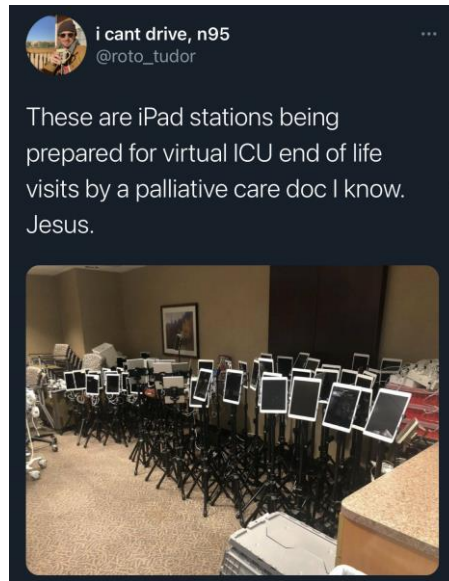 i cant drive, n95
@roto_tudor
These are iPad stations being
prepared for virtual ICU end of life
visits by a palliative care doc I know.
Jesus.